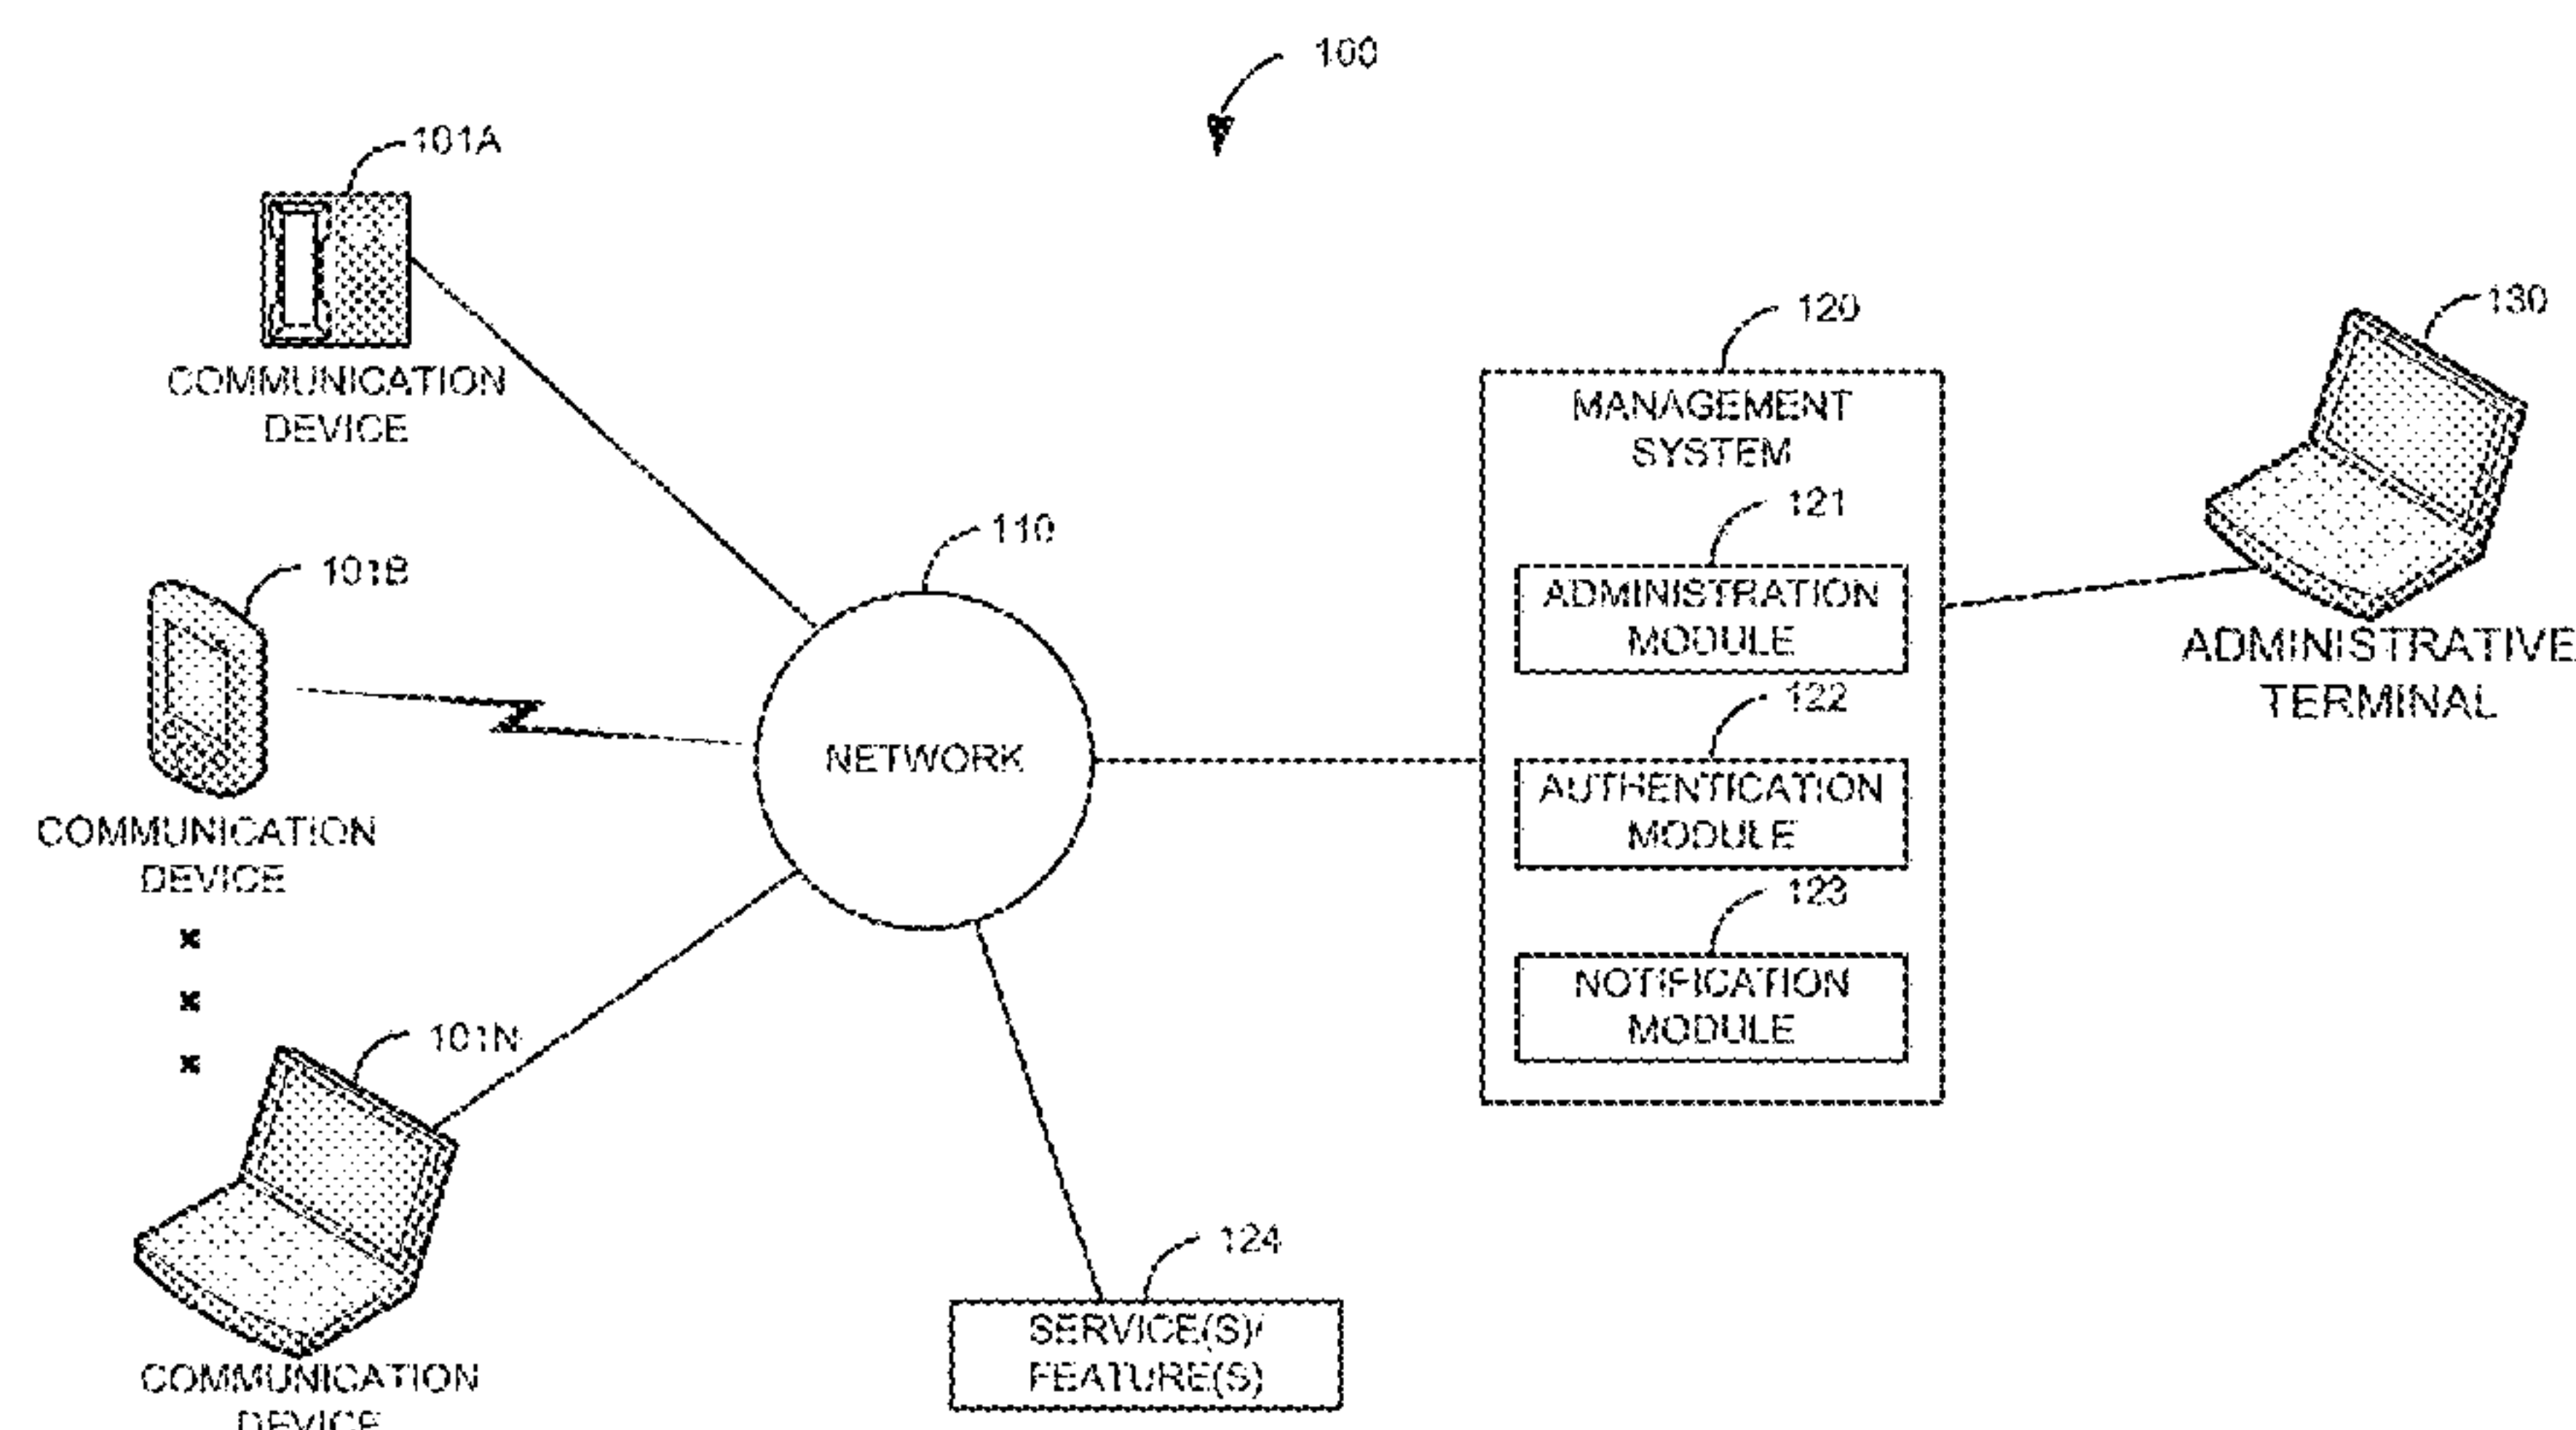 100
101A
COMMUNICATION
DEVICE
120
130
MANAGEMENT
SYSTEM
121
110
101B
ADMINISTRATION
MODULE
ADMINISTRATIVE
TERMINAL
122
NETWORK
AUTHENTICATION
MODULE
COMMUNICATION
DEVICE
123
NOTIFICATION
MODULE
101N
124
SERVICE(S)/
FEATURE(S)
COMMUNICATION
DEVICE